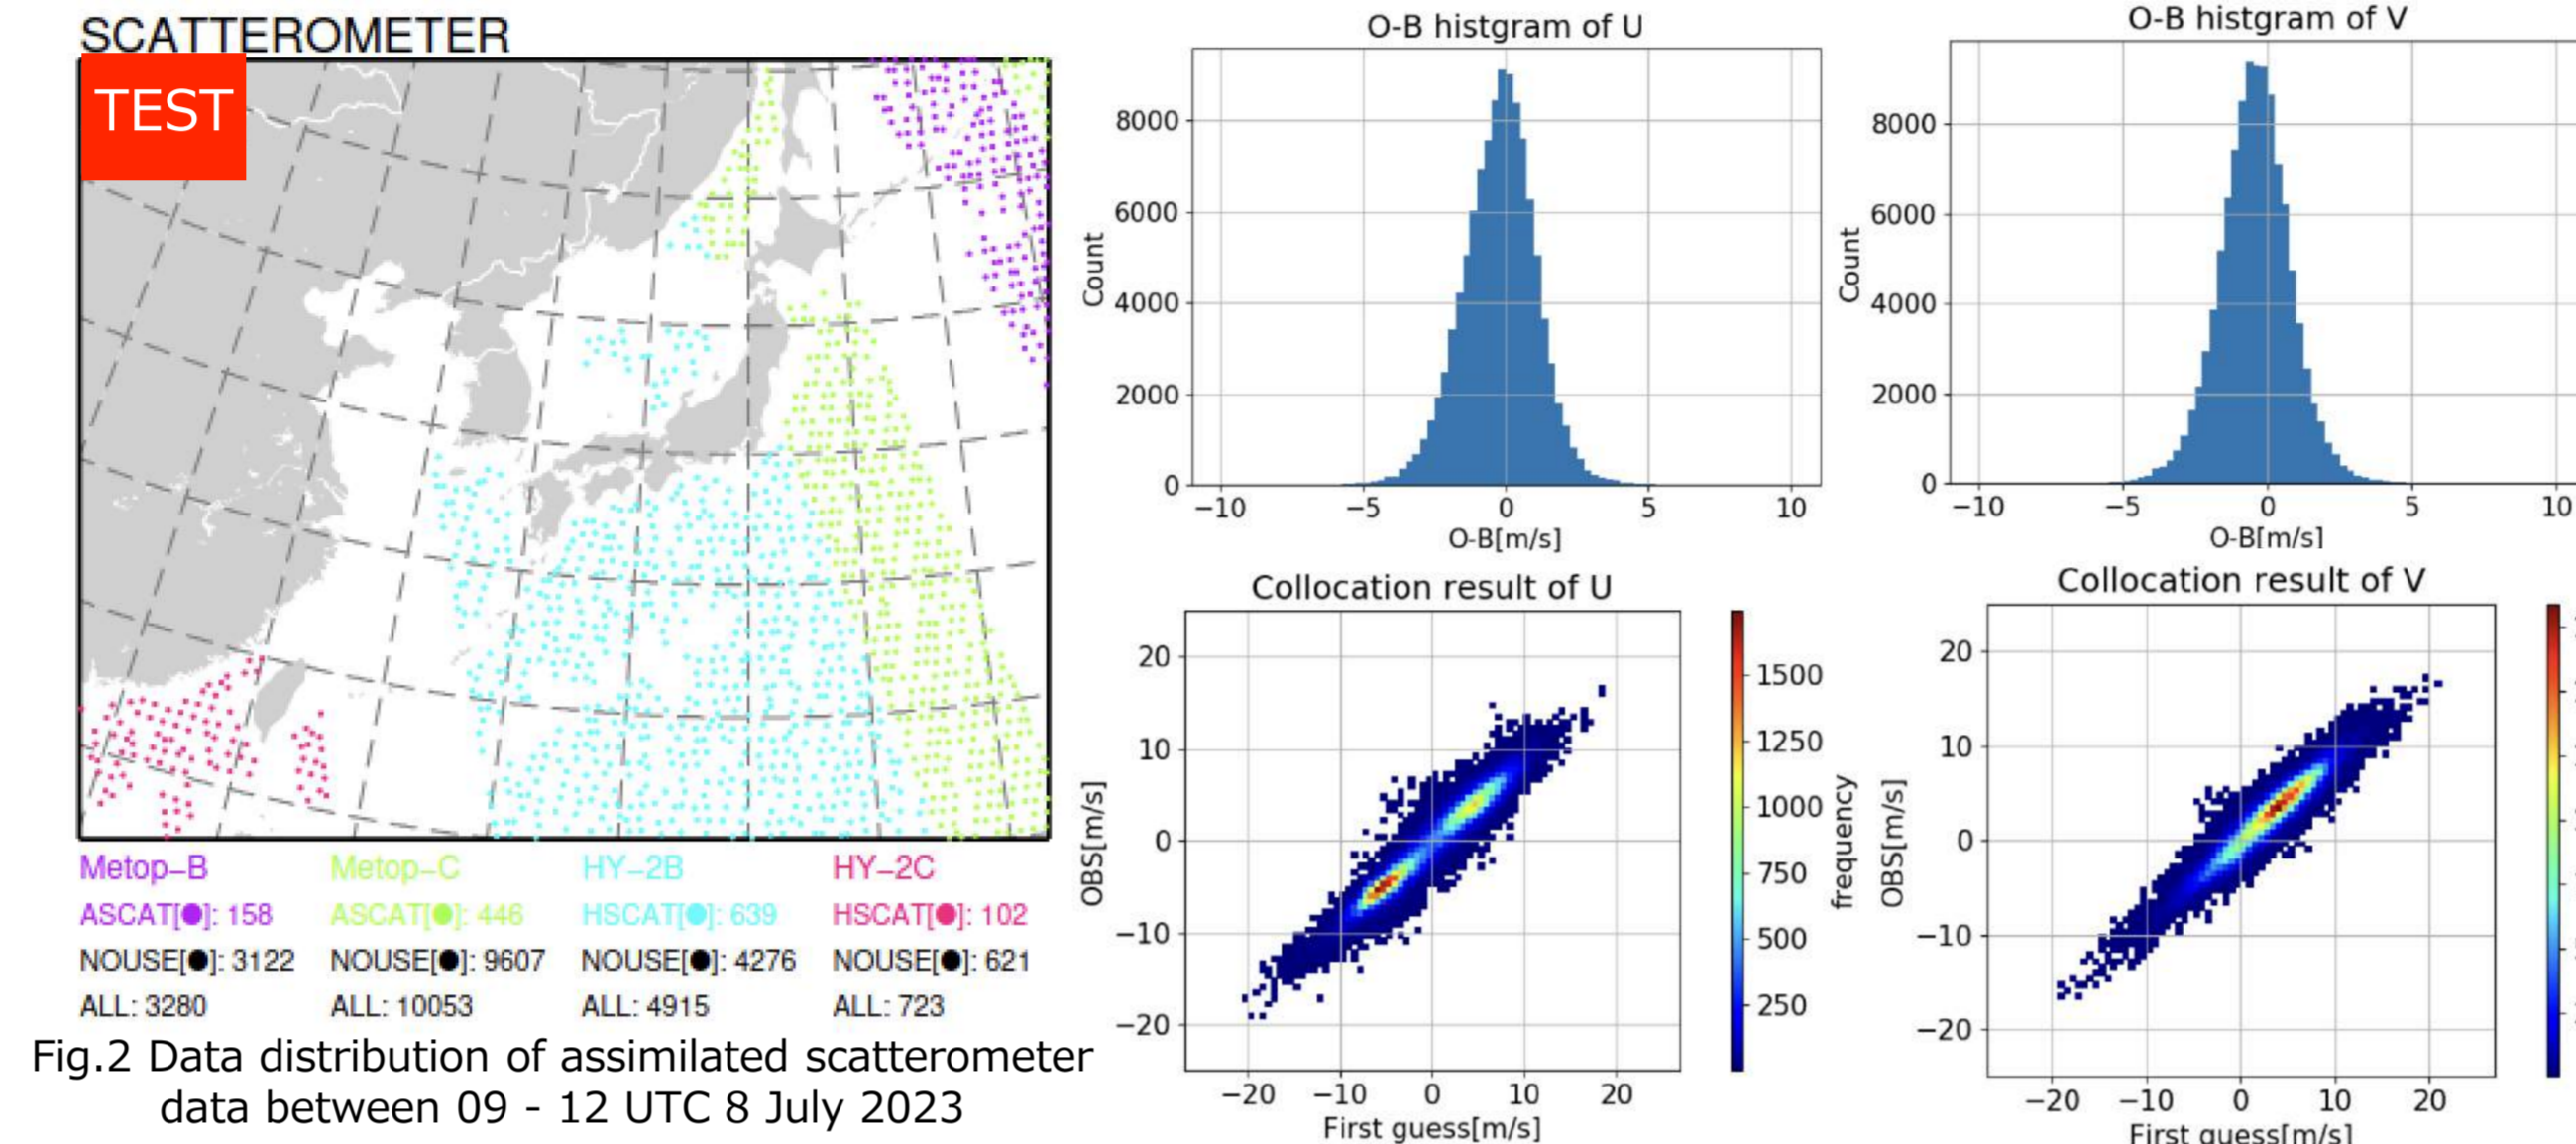 SCATTEROMETER
TEST
Metop-B Metop-C HY-2B HY-2C
ASCAT[●]: 158 ASCAT[●]: 446 HSCAT[●]: 639 HSCAT[●]: 102
NOUSE[●]: 3122 NOUSE[●]: 9607 NOUSE[●]: 4276 NOUSE[●]: 621
ALL: 3280 ALL: 10053 ALL: 4915 ALL: 723
Fig.2 Data distribution of assimilated scatterometer
data between 09 - 12 UTC 8 July 2023
O-B histgram of U
Count
8000
6000
4000
2000
0
−10 −5 0 5 10
O-B[m/s]
O-B histgram of V
Count
8000
6000
4000
2000
0
−10 −5 0 5 10
O-B[m/s]
Collocation result of U
OBS[m/s]
20
10
0
−10
−20
−20 −10 0 10 20
First guess[m/s]
1500
1250
1000
750
500
250
frequency
Collocation result of V
OBS[m/s]
20
10
0
−10
−20
−20 −10 0 10 20
First guess[m/s]